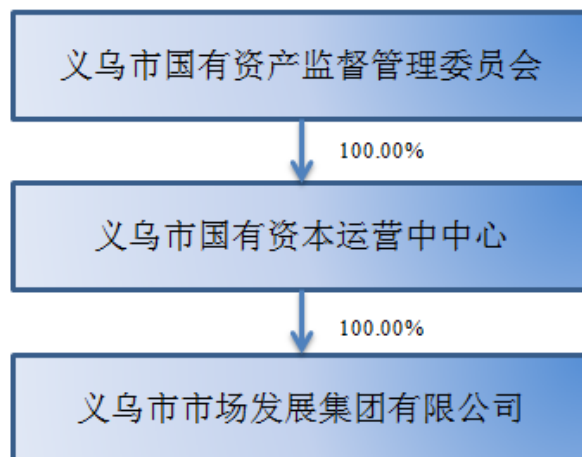 义乌市国有资产监督管理委员会
100.00%
义乌市国有资本运营中中心
100.00%
义乌市市场发展集团有限公司